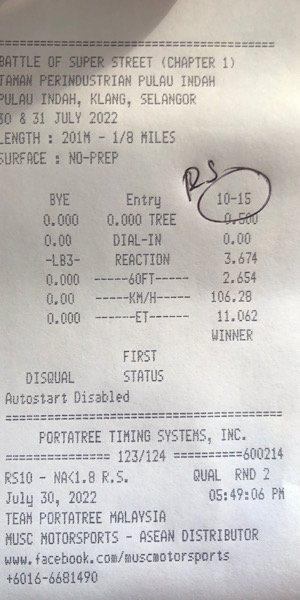 BATTLE OF SUPER STREET (CHAPTER 1)
TAMAN PERINDUSTRIAN PULAU INDAH
PULAU INDAH, KLANG, SELANGOR
30 & 31 JULY 2022
LENGTH : 201M - 1/8 MILES
SURFACE : NO-PREP
RS
BYE Entry 10-15
0.000 0.000 TREE 0.500
0.00 DIAL-IN 0.00
-LB3- REACTION 3.674
0.000 -----60FT----- 2.654
0.00 -----KM/H----- 106.28
0.000 ------ET------ 11.062
WINNER
FIRST
DISQUAL STATUS
Autostart Disabled
PORTATREE TIMING SYSTEMS, INC.
=============== 123/124 ==========600214
RS10 - NA<1.8 R.S. QUAL RND 2
July 30, 2022 05:49:06 PM
TEAM PORTATREE MALAYSIA
MUSC MOTORSPORTS - ASEAN DISTRIBUTOR
www.facebook.com/muscmotorsports
+6016-6681490